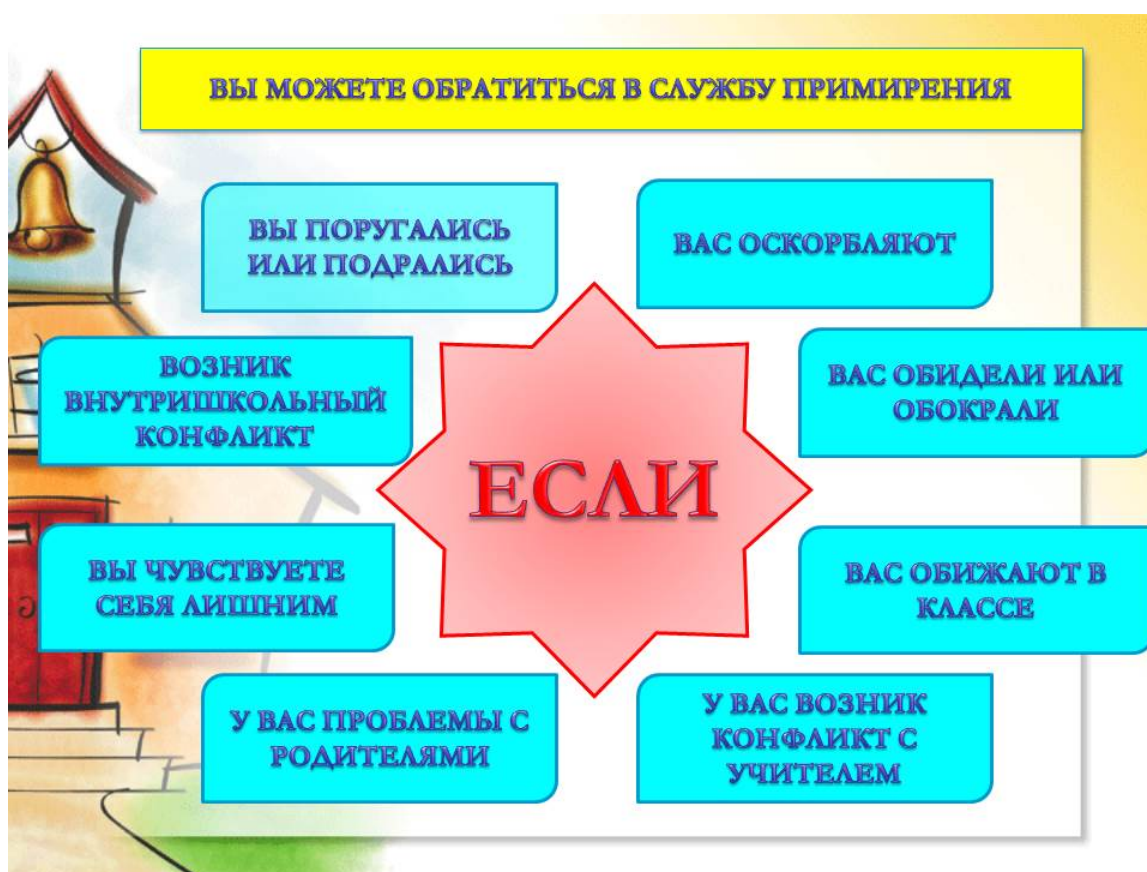 ВЫ МОЖЕТЕ ОБРАТИТЬСЯ В СЛУЖБУ ПРИМИРЕНИЯ
ВЫ ПОРУГАЛИСЬ
ИЛИ ПОДРАЛИСЬ
ВАС ОСКОРБЛЯЮТ
ВОЗНИК
ВНУТРИШКОЛЬНЫЙ
КОНФЛИКТ
ВАС ОБИДЕЛИ ИЛИ
ОБОКРАЛИ
ЕСЛИ
ВЫ ЧУВСТВУЕТЕ
СЕБЯ ЛИШНИМ
ВАС ОБИЖАЮТ В
КЛАССЕ
У ВАС ПРОБЛЕМЫ С
РОДИТЕЛЯМИ
У ВАС ВОЗНИК
КОНФЛИКТ С
УЧИТЕЛЕМ